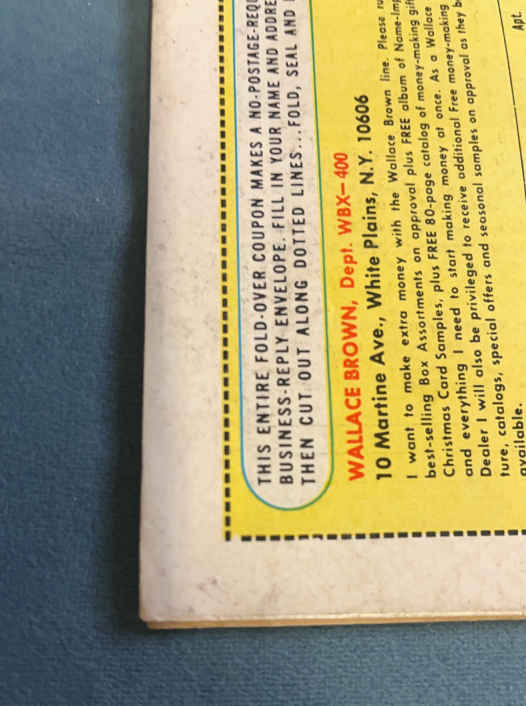 THIS ENTIRE FOLD-OVER COUPON MAKES A NO-POSTAGE-REQ
BUSINESS-REPLY ENVELOPE. FILL IN YOUR NAME AND ADDRE
THEN CUT OUT ALONG DOTTED LINES...FOLD, SEAL AND
WALLACE BROWN, Dept. WBX–400
10 Martine Ave., White Plains, N.Y. 10606
I want to make extra money with the Wallace Brown line. Please ru
best-selling Box Assortments on approval plus FREE album of Name-Imp
Christmas Card Samples, plus FREE 80-page catalog of money-making gift
and everything I need to start making money at once. As a Wallace
Dealer I will also be privileged to receive additional Free money-making
ture, catalogs, special offers and seasonal samples on approval as they b
available.
Apt.